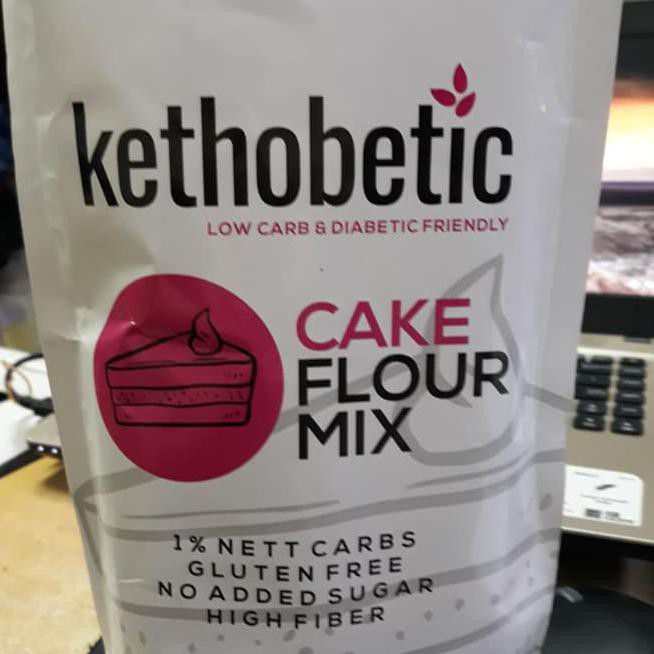 kethobetic
LOW CARB & DIABETIC FRIENDLY
CAKE
FLOUR
MIX
1% NETT CARBS
GLUTEN FREE
NO ADDED SUGAR
HIGH FIBER